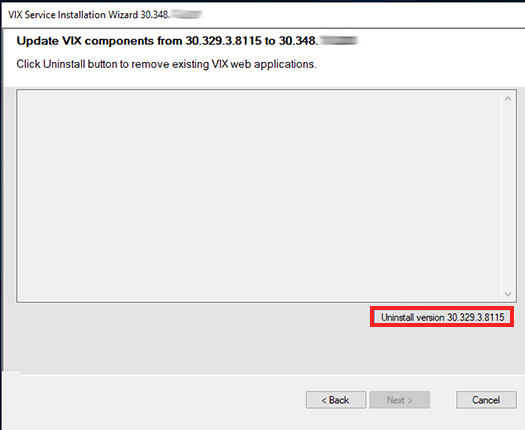 VIX Service Installation Wizard 30.348.
Update VIX components from 30.329.3.8115 to 30.348.
Click Uninstall button to remove existing VIX web applications.
Uninstall version 30.329.3.8115
< Back
Next >
Cancel